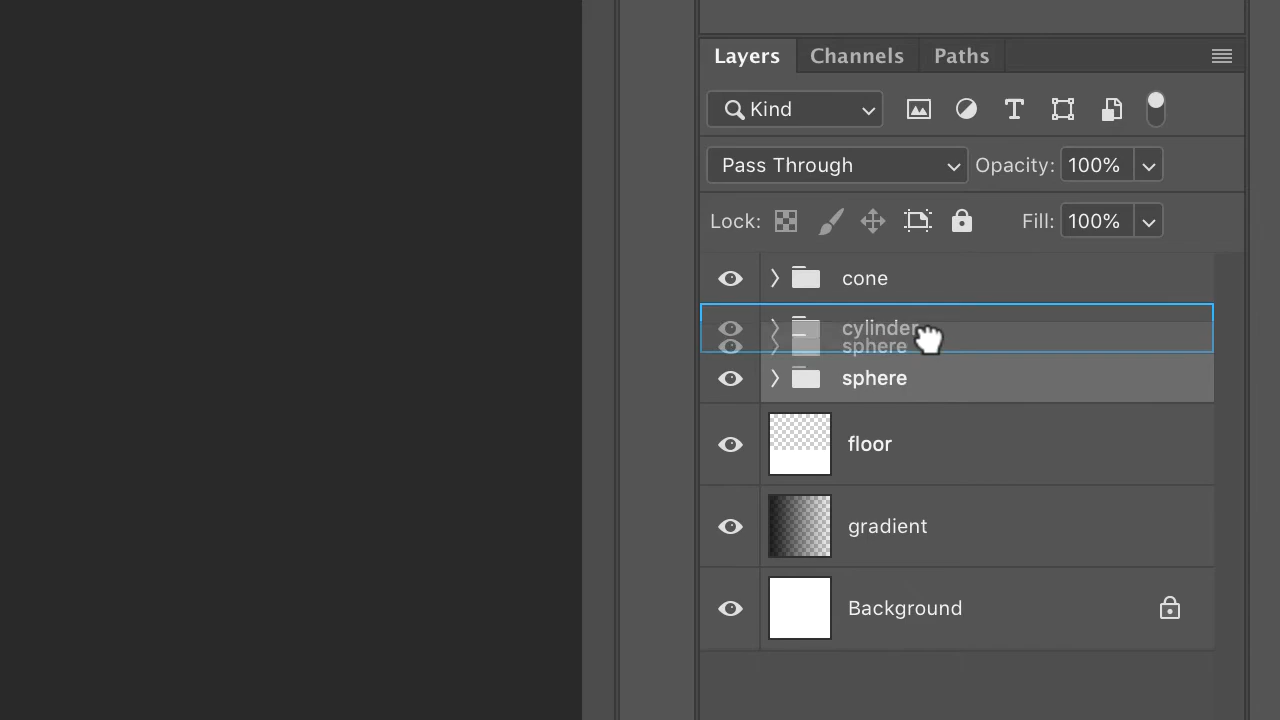 Layers Channels Paths
Kind
Pass Through Opacity: 100%
Lock: Fill: 100%
cone
cylinder
sphere
sphere
floor
gradient
Background